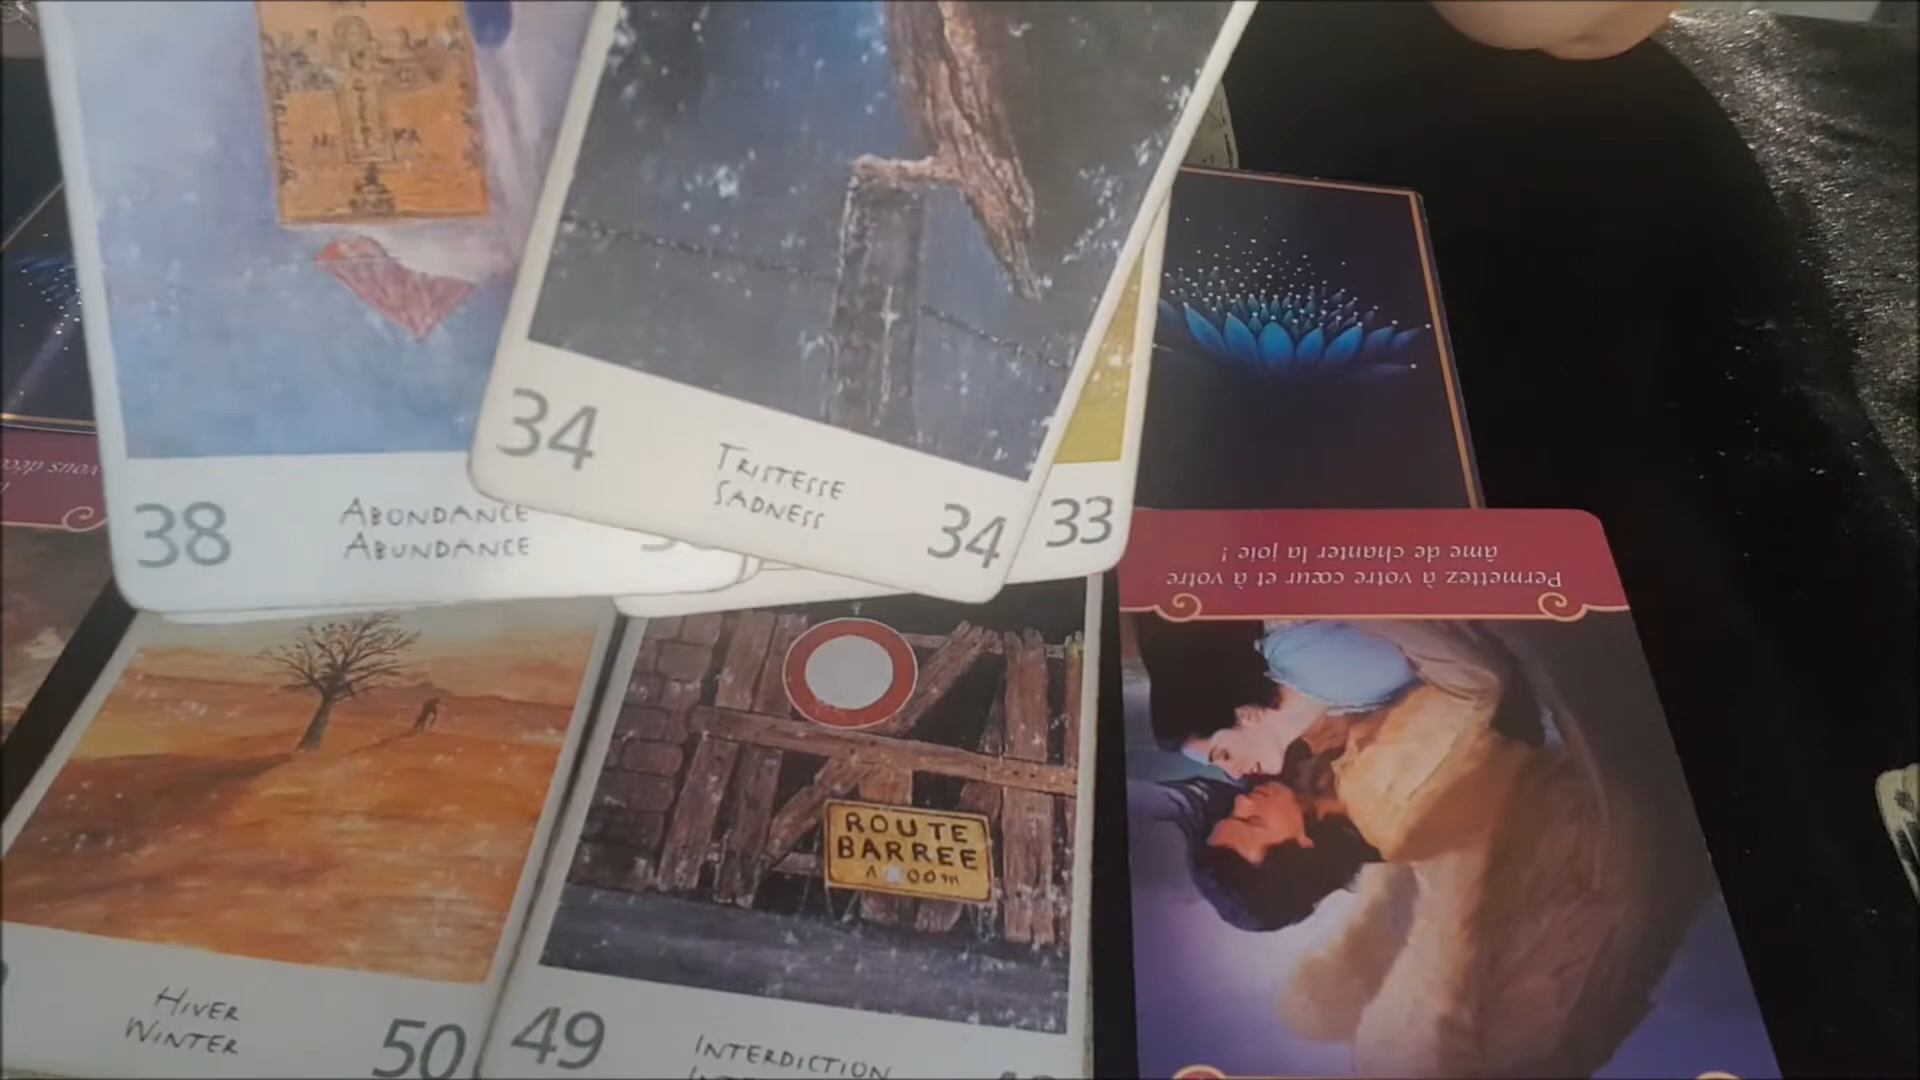 38
ABONDANCE
ABUNDANCE
34
TRISTESSE
SADNESS
34
33
Permettez à votre cœur et à votre
âme de chanter la joie !
ROUTE
BARREE
HIVER
WINTER
50
49
INTERDICTION